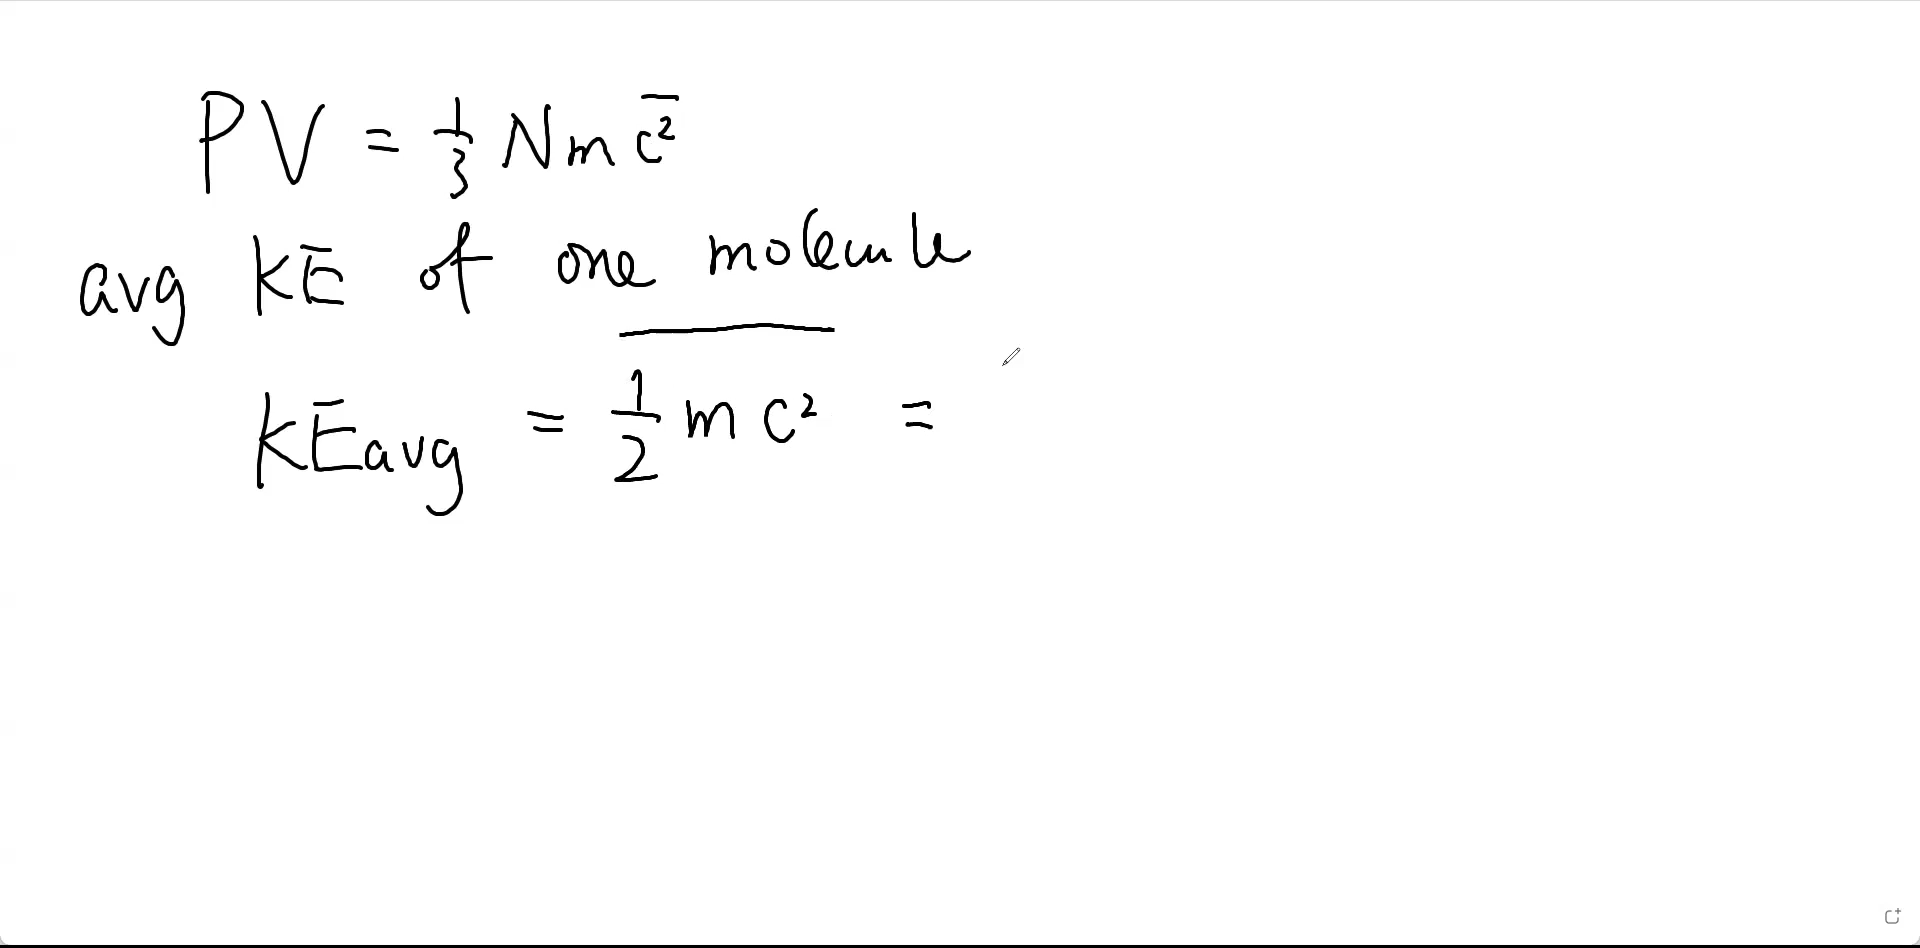 PV = 1/3 Nm c̅²
avg KE of one molecule
KEavg = 1/2 m c² =